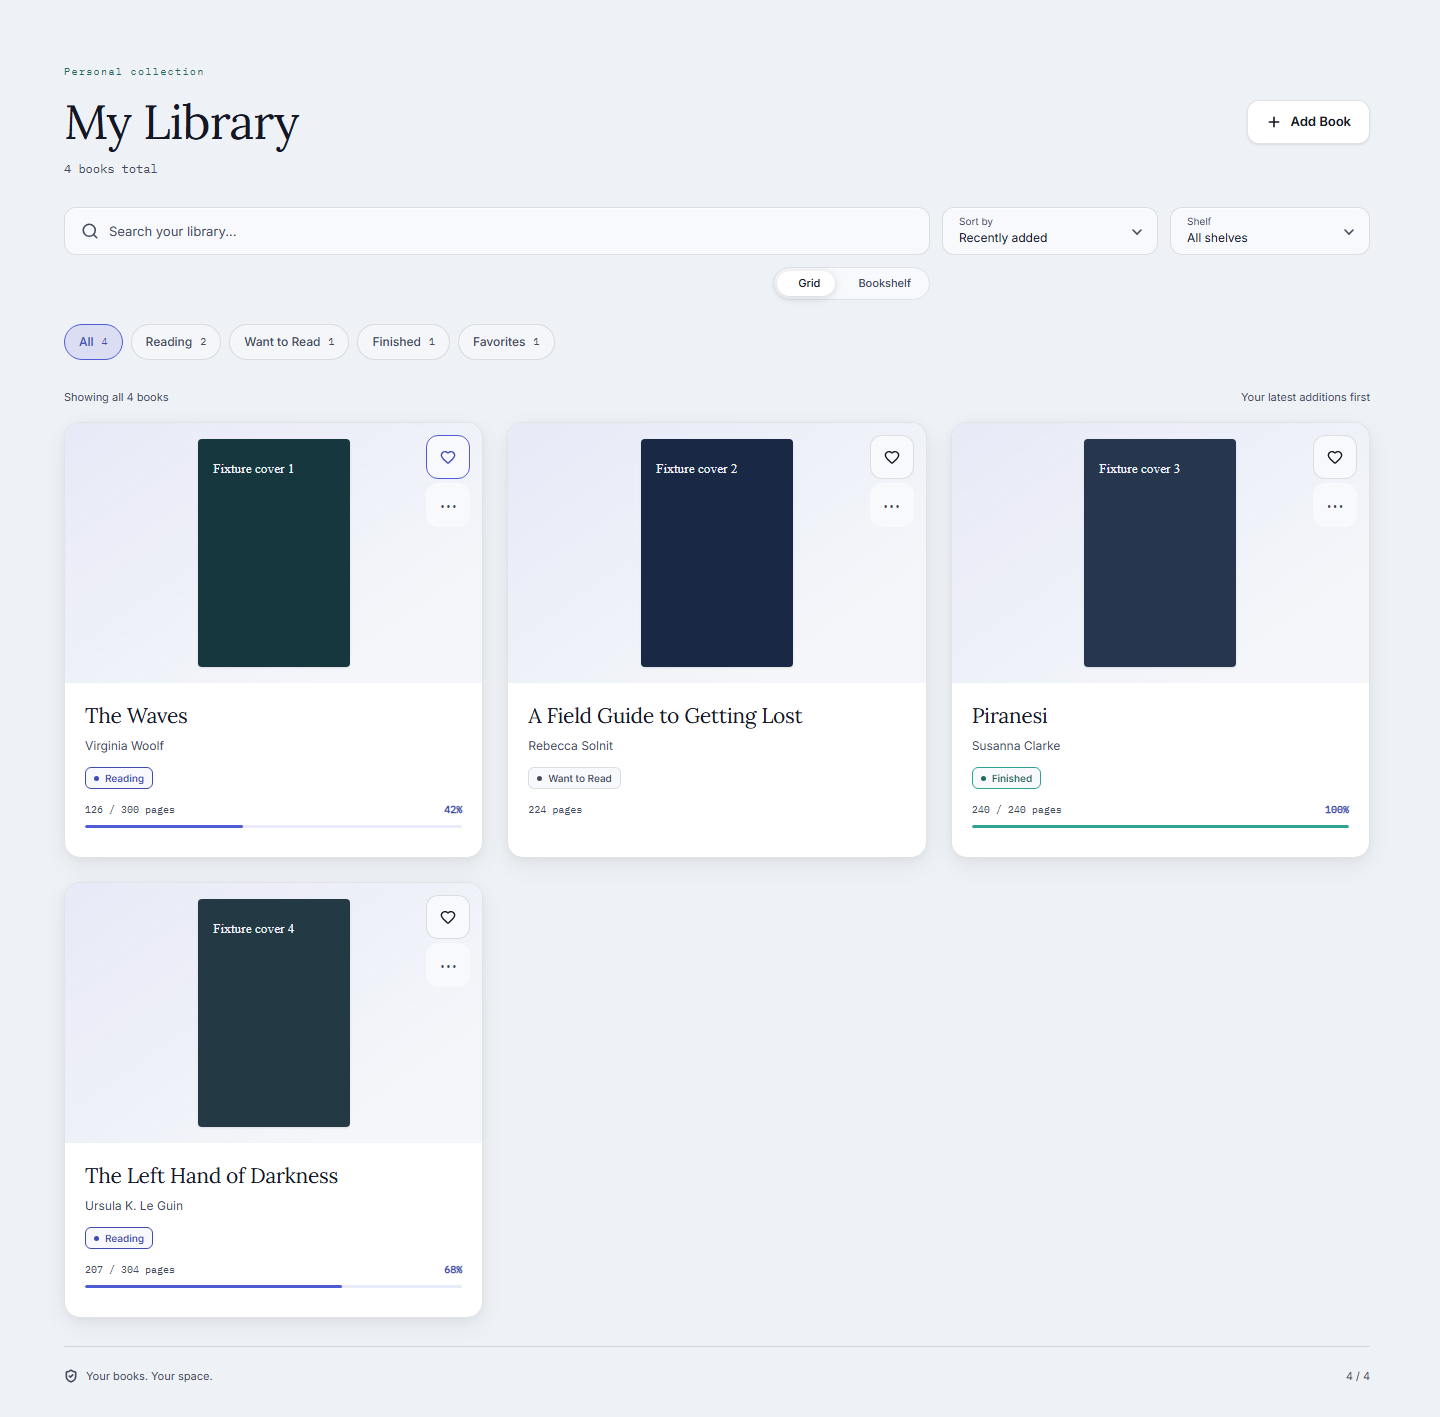 Personal collection
My Library
4 books total
Add Book
Search your library...
Sort by
Recently added
Shelf
All shelves
Grid
Bookshelf
All 4
Reading 2
Want to Read 1
Finished 1
Favorites 1
Showing all 4 books
Your latest additions first
Fixture cover 1
The Waves
Virginia Woolf
Reading
126 / 300 pages
42%
Fixture cover 2
A Field Guide to Getting Lost
Rebecca Solnit
Want to Read
224 pages
Fixture cover 3
Piranesi
Susanna Clarke
Finished
240 / 240 pages
100%
Fixture cover 4
The Left Hand of Darkness
Ursula K. Le Guin
Reading
207 / 304 pages
68%
Your books. Your space.
4 / 4